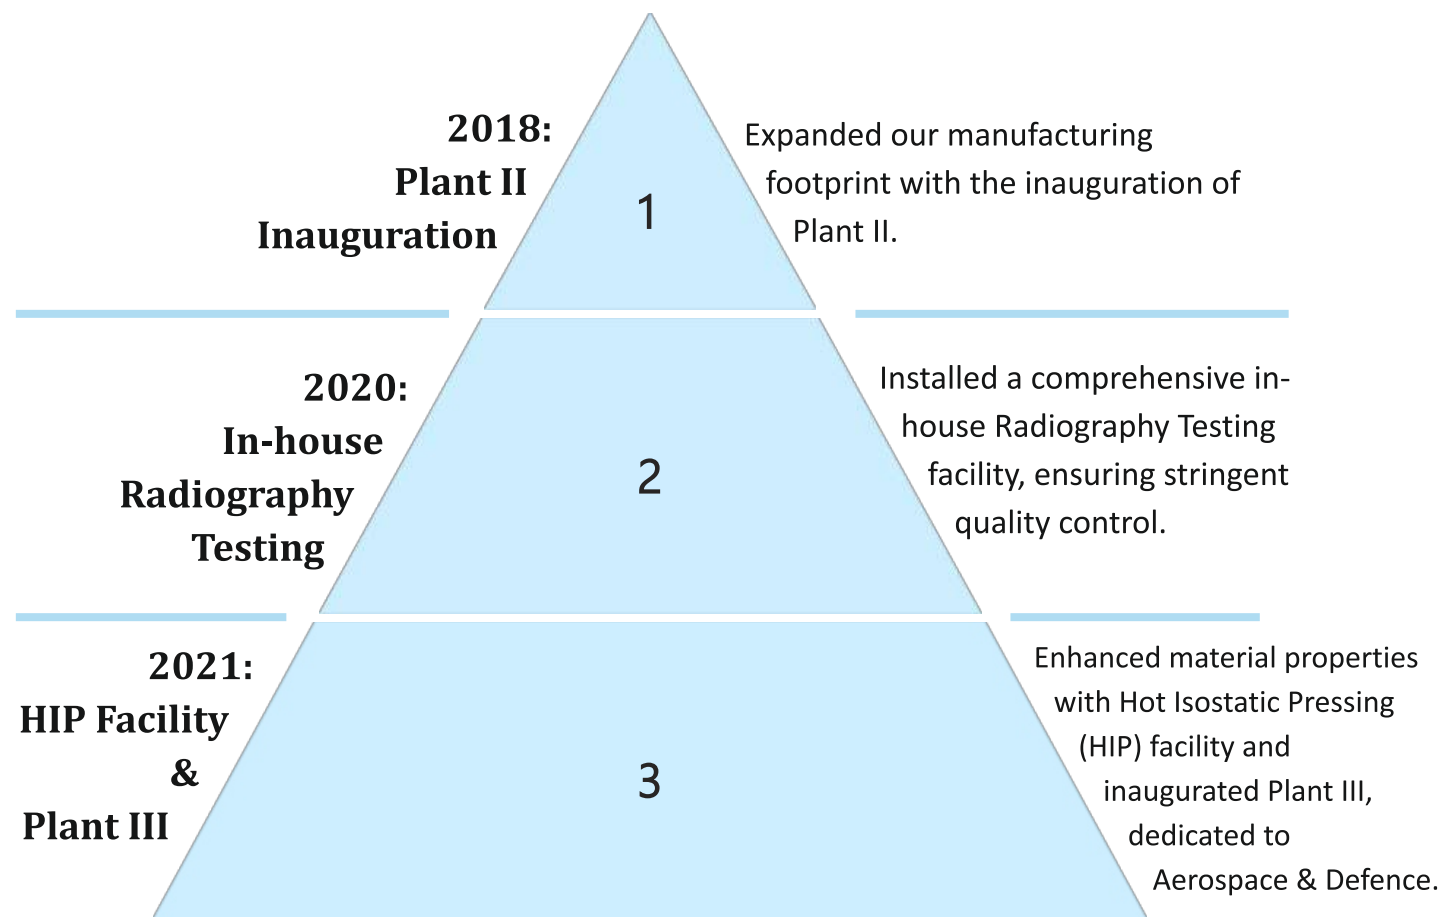 2018:
Plant II
Inauguration
1
Expanded our manufacturing
footprint with the inauguration of
Plant II.
2020:
In-house
Radiography
Testing
2
Installed a comprehensive in-
house Radiography Testing
facility, ensuring stringent
quality control.
2021:
HIP Facility
&
Plant III
3
Enhanced material properties
with Hot Isostatic Pressing
(HIP) facility and
inaugurated Plant III,
dedicated to
Aerospace & Defence.